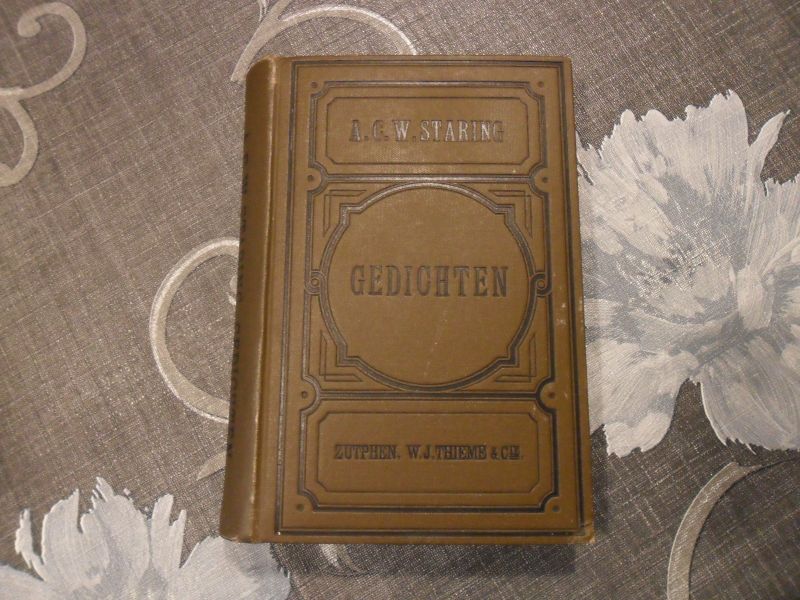 A. C. W. STARING
GEDICHTEN
ZUTPHEN. W. J. THIEME & Cie.